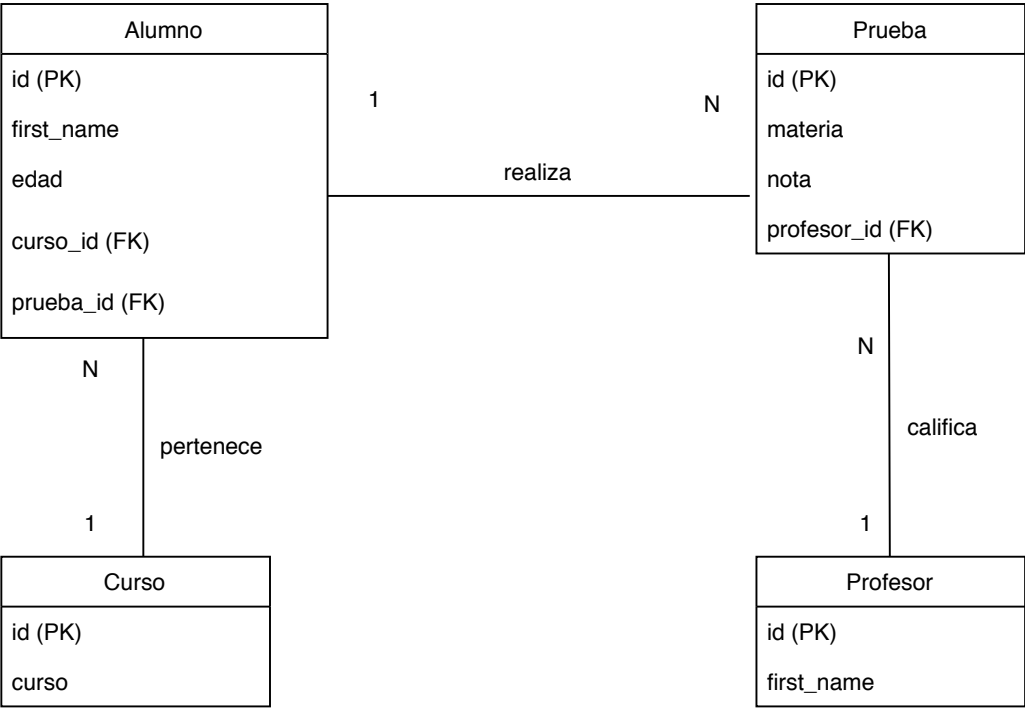 Alumno
id (PK)
first_name
edad
curso_id (FK)
prueba_id (FK)
1
N
realiza
Prueba
id (PK)
materia
nota
profesor_id (FK)
N
pertenece
1
N
califica
1
Curso
id (PK)
curso
Profesor
id (PK)
first_name